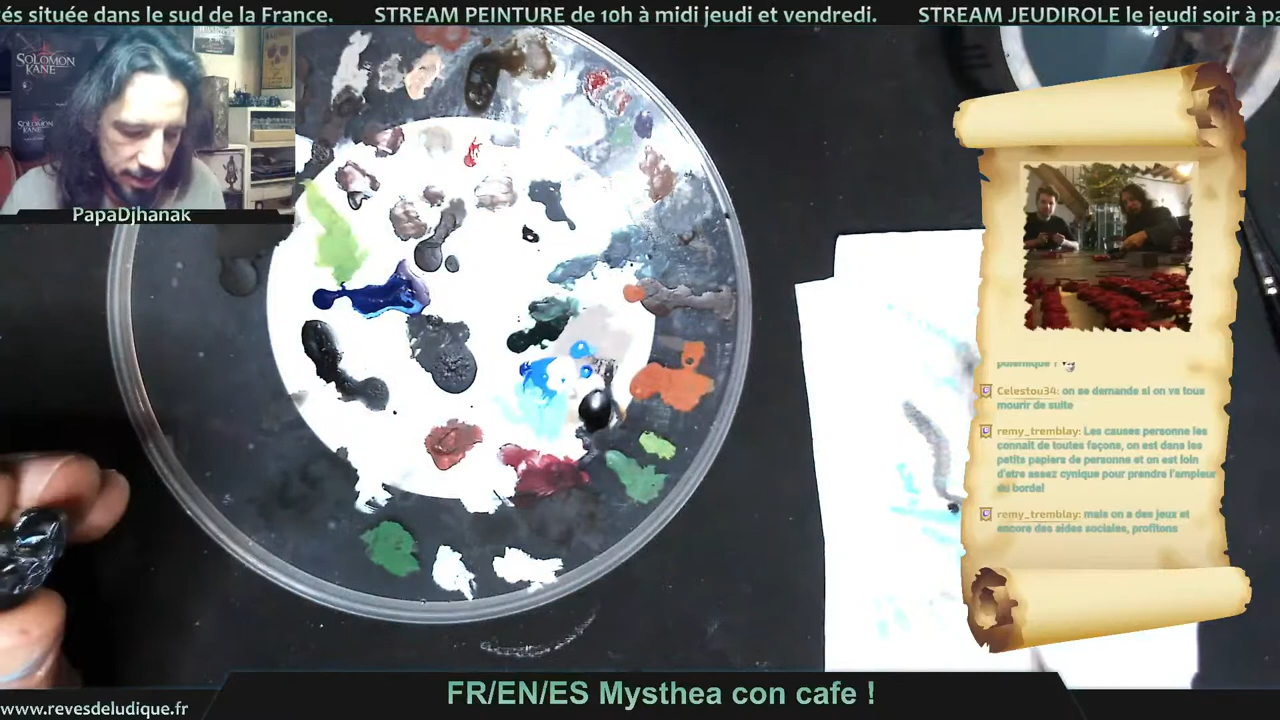 és située dans le sud de la France. STREAM PEINTURE de 10h à midi jeudi et vendredi. STREAM JEUDIROLE le jeudi soir à pa
SOLOMON
KANE
SOLOMON
KANE
PapaDjhanak
polemique !
Celestou34: on se demande si on va tous
mourir de suite
remy_tremblay: Les causes personne les
connait de toutes façons, on est dans les
petits papiers de personne et on est loin
d'etre assez cynique pour prendre l'ampleur
du bordel
remy_tremblay: mais on a des jeux et
encore des aides sociales, profitons
FR/EN/ES Mysthea con cafe !
www.revesdeludique.fr